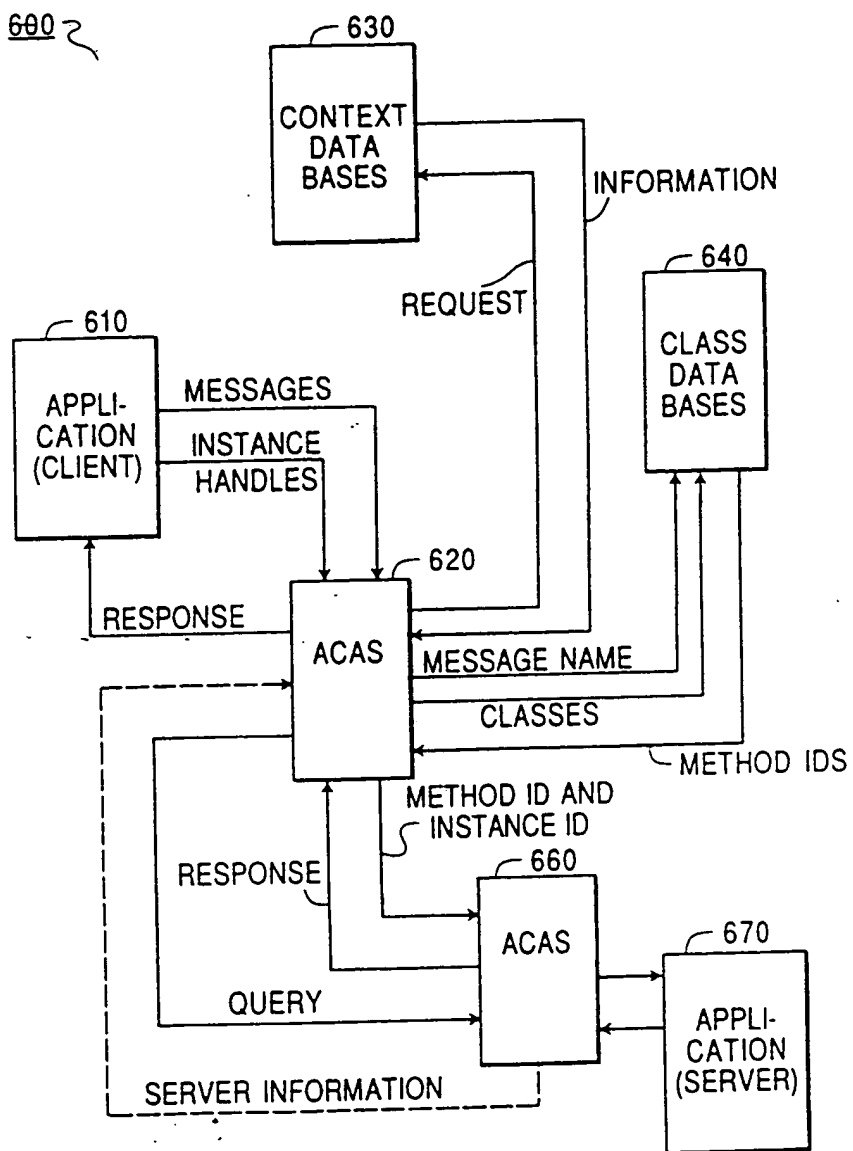 600
630
CONTEXT
DATA
BASES
INFORMATION
REQUEST
640
CLASS
DATA
BASES
610
APPLI-
CATION
(CLIENT)
MESSAGES
INSTANCE
HANDLES
620
RESPONSE
ACAS
MESSAGE NAME
CLASSES
METHOD IDS
METHOD ID AND
INSTANCE ID
RESPONSE
660
ACAS
670
QUERY
APPLI-
CATION
(SERVER)
SERVER INFORMATION